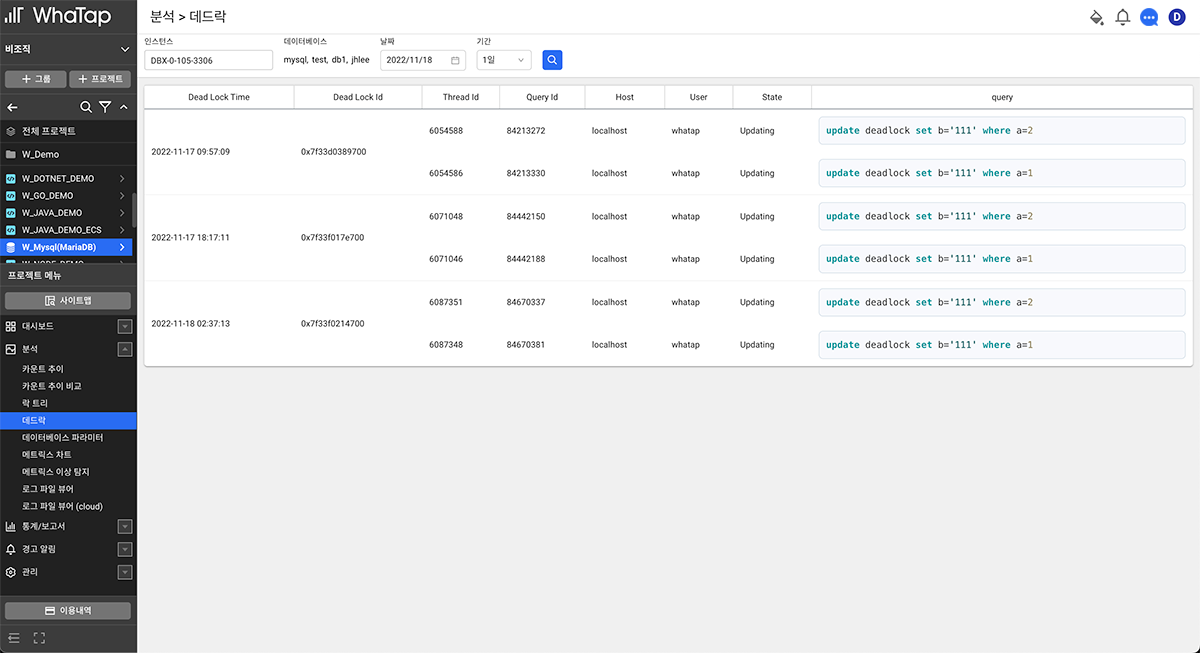 WhaTap
비조직
+ 그룹
+ 프로젝트
전체 프로젝트
W_Demo
W_DOTNET_DEMO
W_GO_DEMO
W_JAVA_DEMO
W_JAVA_DEMO_ECS
W_Mysql(MariaDB)
W_NODE_DEMO
프로젝트 메뉴
사이트맵
대시보드
분석
카운트 추이
카운트 추이 비교
락 트리
데드락
데이터베이스 파라미터
메트릭스 차트
메트릭스 이상 탐지
로그 파일 뷰어
로그 파일 뷰어 (cloud)
통계/보고서
경고 알림
관리
이용내역
분석 > 데드락
D
인스턴스 데이터베이스 날짜 기간
DBX-0-105-3306 mysql, test, db1, jhlee 2022/11/18 1일
Dead Lock Time Dead Lock Id Thread Id Query Id Host User State query
2022-11-17 09:57:09 0x7f33d0389700
6054588 84213272 localhost whatap Updating update deadlock set b='111' where a=2
6054586 84213330 localhost whatap Updating update deadlock set b='111' where a=1
2022-11-17 18:17:11 0x7f33f017e700
6071048 84442150 localhost whatap Updating update deadlock set b='111' where a=2
6071046 84442188 localhost whatap Updating update deadlock set b='111' where a=1
2022-11-18 02:37:13 0x7f33f0214700
6087351 84670337 localhost whatap Updating update deadlock set b='111' where a=2
6087348 84670381 localhost whatap Updating update deadlock set b='111' where a=1